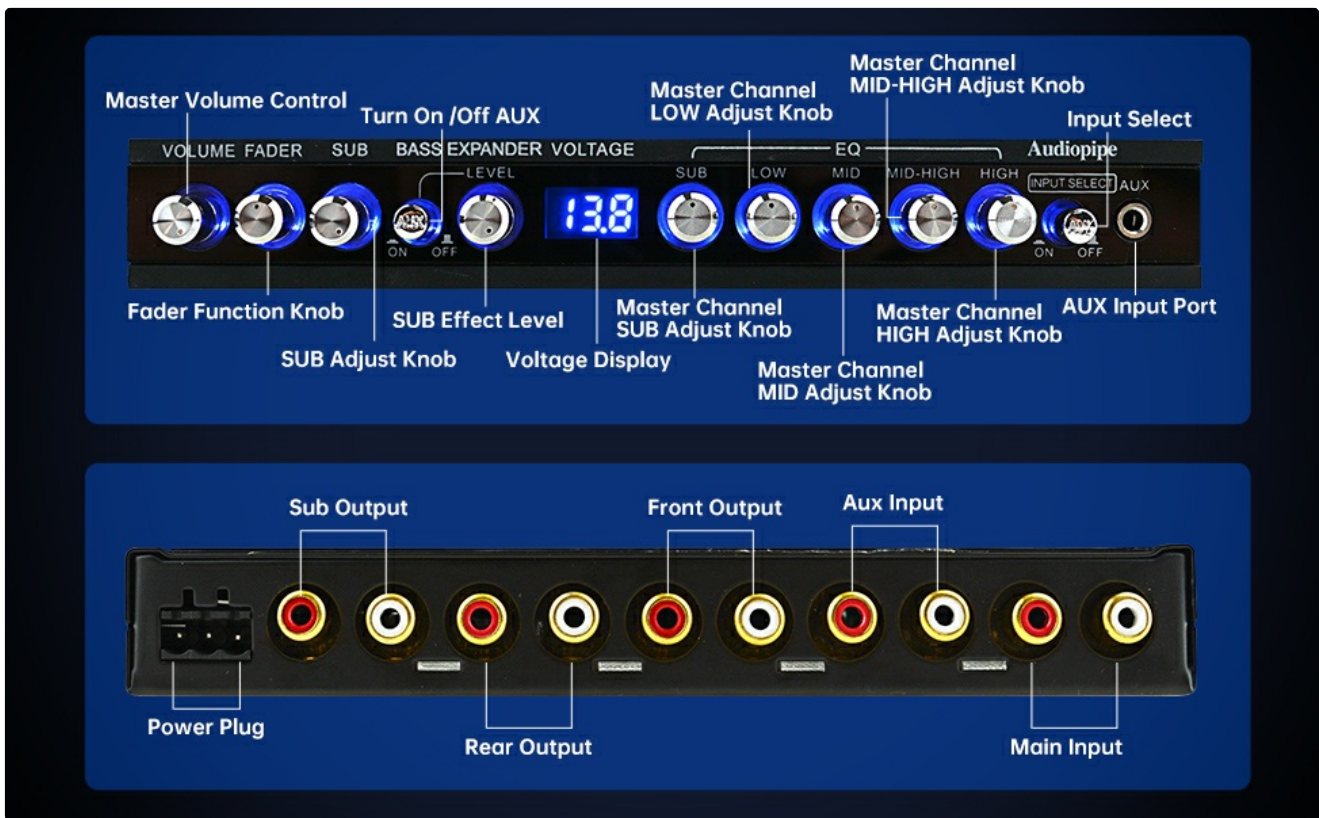 Master Channel
MID-HIGH Adjust Knob
Master Channel
LOW Adjust Knob
Master Volume Control
Turn On /Off AUX
Input Select
VOLUME FADER SUB BASS EXPANDER VOLTAGE EQ Audiopipe
LEVEL SUB LOW MID MID-HIGH HIGH INPUT SELECT AUX
AUX 13.8 AUX
ON OFF ON OFF
Fader Function Knob
SUB Effect Level
Master Channel
SUB Adjust Knob
Master Channel
HIGH Adjust Knob
AUX Input Port
SUB Adjust Knob
Voltage Display
Master Channel
MID Adjust Knob
Sub Output
Front Output
Aux Input
Power Plug
Rear Output
Main Input